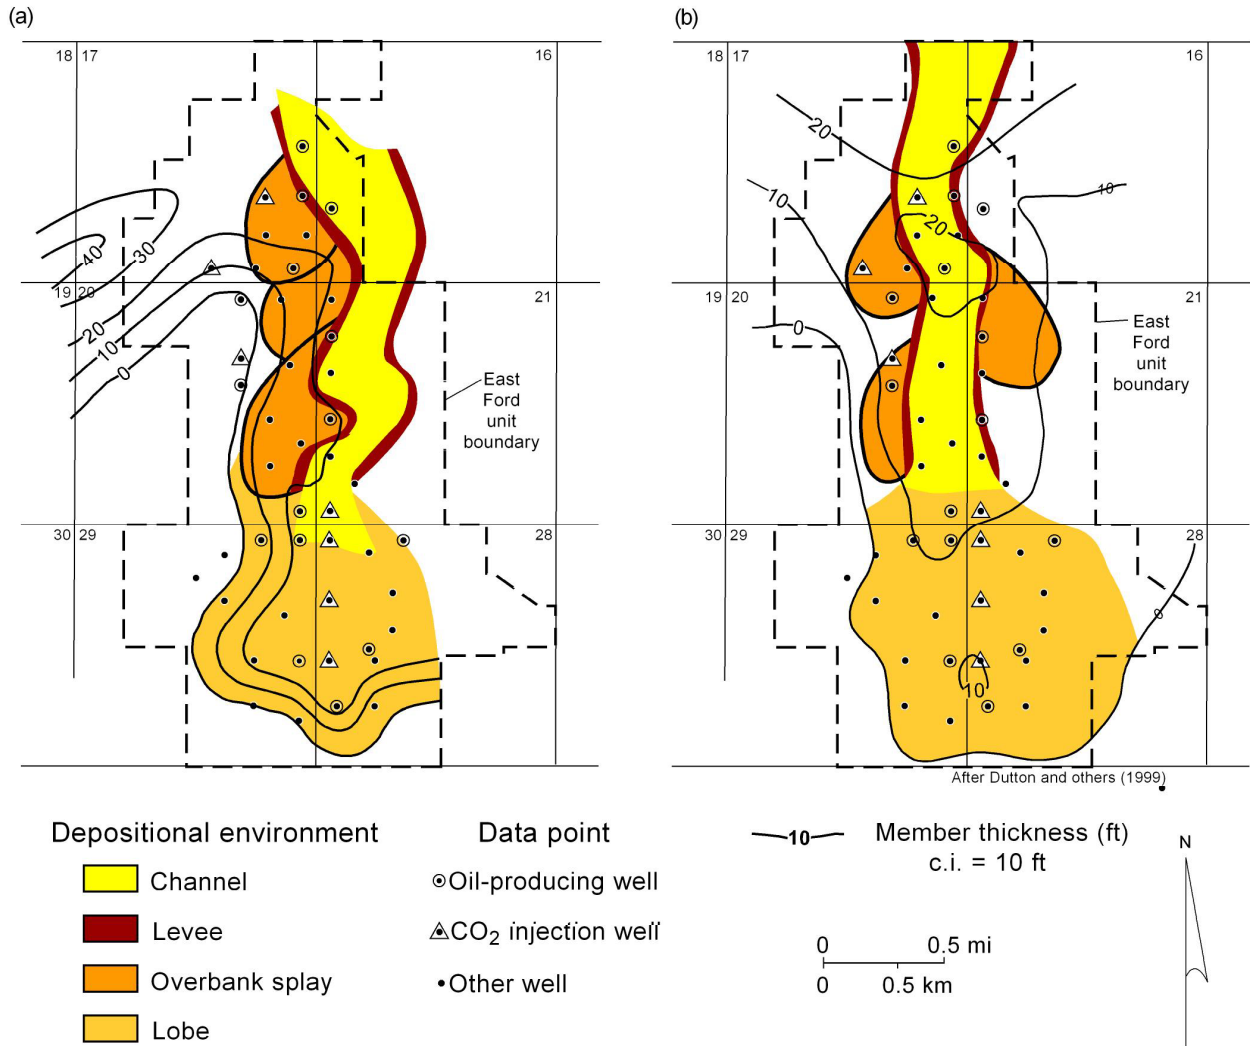 (a)
18 17
16
40
30
19 20
21
20
10
0
East
Ford
unit
boundary
30 29
28
(b)
18 17
16
20
10
10
20
19 20
21
0
East
Ford
unit
boundary
30 29
28
0
10
After Dutton and others (1999)
Depositional environment
Channel
Levee
Overbank splay
Lobe
Data point
Oil-producing well
CO2 injection well
Other well
10
Member thickness (ft)
c.i. = 10 ft
0 0.5 mi
0 0.5 km
N